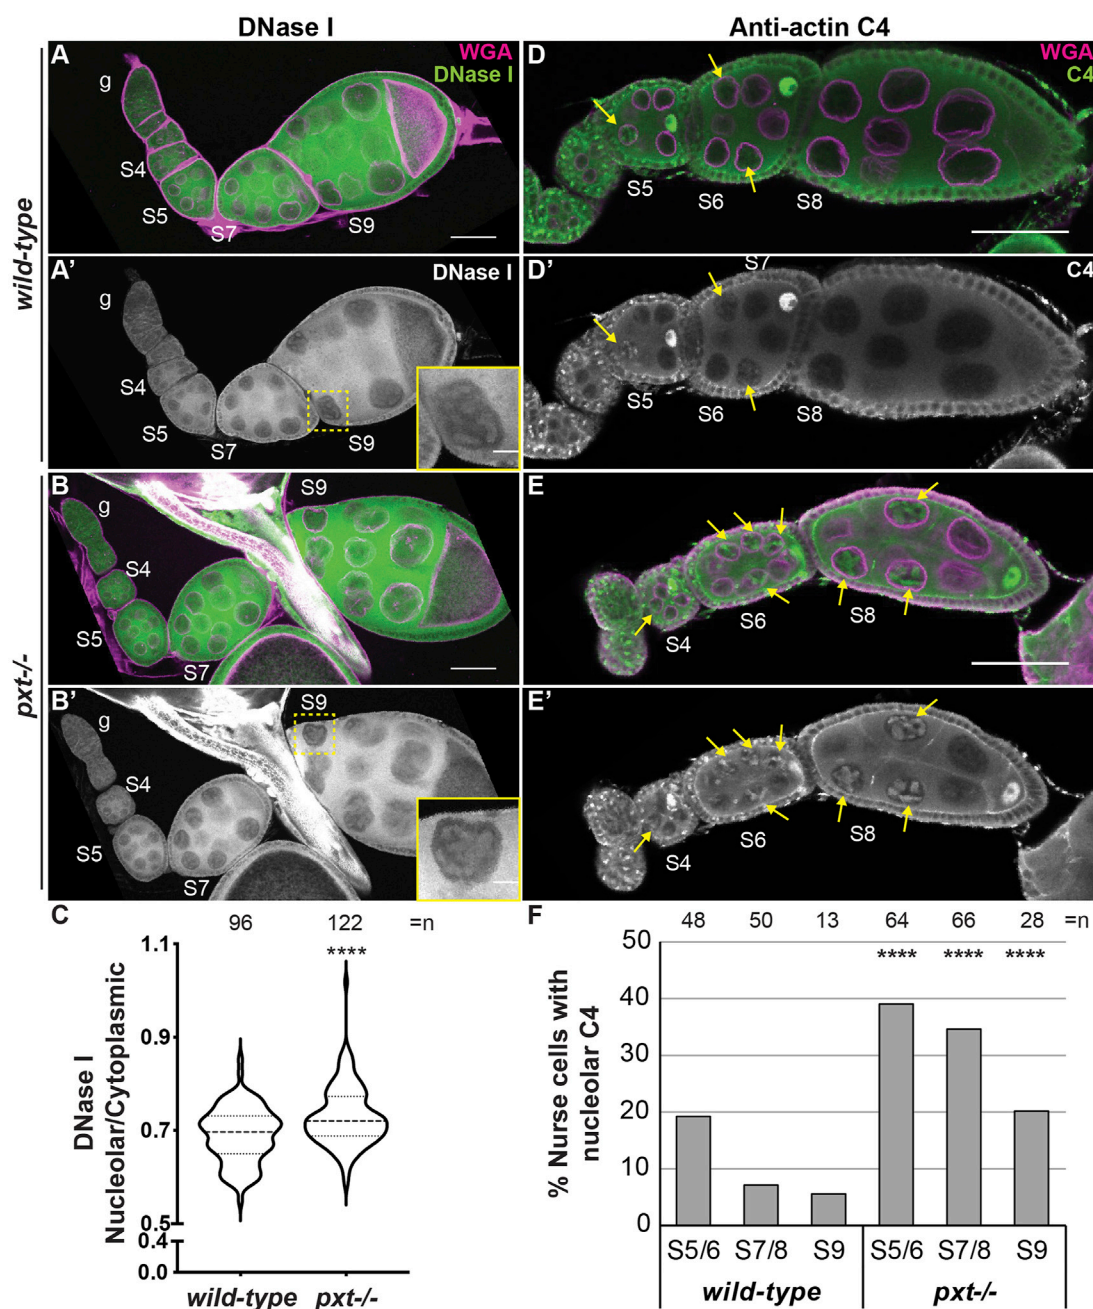 DNase I
Anti-actin C4
wild-type
pxt-/-
A
WGA
DNase I
g
S4
S5
S7
S9
D
WGA
C4
S5
S6
S8
A'
DNase I
g
S4
S5
S7
S9
D'
S7
C4
S5
S6
S8
B
S9
g
S4
S5
S7
E
S4
S6
S8
B'
S9
g
S4
S5
S7
E'
S4
S6
S8
C
96 122 =n
****
1.1
0.9
0.7
0.5
0.4
0.0
DNase I
Nucleolar/Cytoplasmic
wild-type pxt-/-
F
48 50 13 64 66 28 =n
**** **** ****
50
40
30
20
10
0
% Nurse cells with
nucleolar C4
S5/6 S7/8 S9 S5/6 S7/8 S9
wild-type pxt-/-